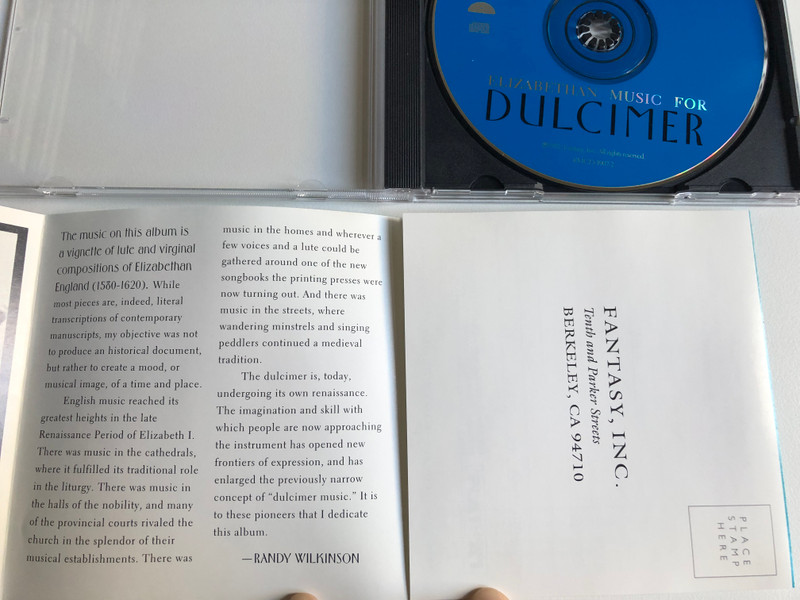 ELIZABETHAN MUSIC FOR
DULCIMER
The music on this album is
a vignette of lute and virginal
compositions of Elizabethan
England (1580-1620). While
most pieces are, indeed, literal
transcriptions of contemporary
manuscripts, my objective was not
to produce an historical document,
but rather to create a mood, or
musical image, of a time and place.
English music reached its
greatest heights in the late
Renaissance Period of Elizabeth I.
There was music in the cathedrals,
where it fulfilled its traditional role
in the liturgy. There was music in
the halls of the nobility, and many
of the provincial courts rivaled the
church in the splendor of their
musical establishments. There was
music in the homes and wherever a
few voices and a lute could be
gathered around one of the new
songbooks the printing presses were
now turning out. And there was
music in the streets, where
wandering minstrels and singing
peddlers continued a medieval
tradition.
The dulcimer is, today,
undergoing its own renaissance.
The imagination and skill with
which people are now approaching
the instrument has opened new
frontiers of expression, and has
enlarged the previously narrow
concept of “dulcimer music.” It is
to these pioneers that I dedicate
this album.
—RANDY WILKINSON
FANTASY, INC.
Tenth and Parker Streets
BERKELEY, CA 94710
PLACE
STAMP
HERE